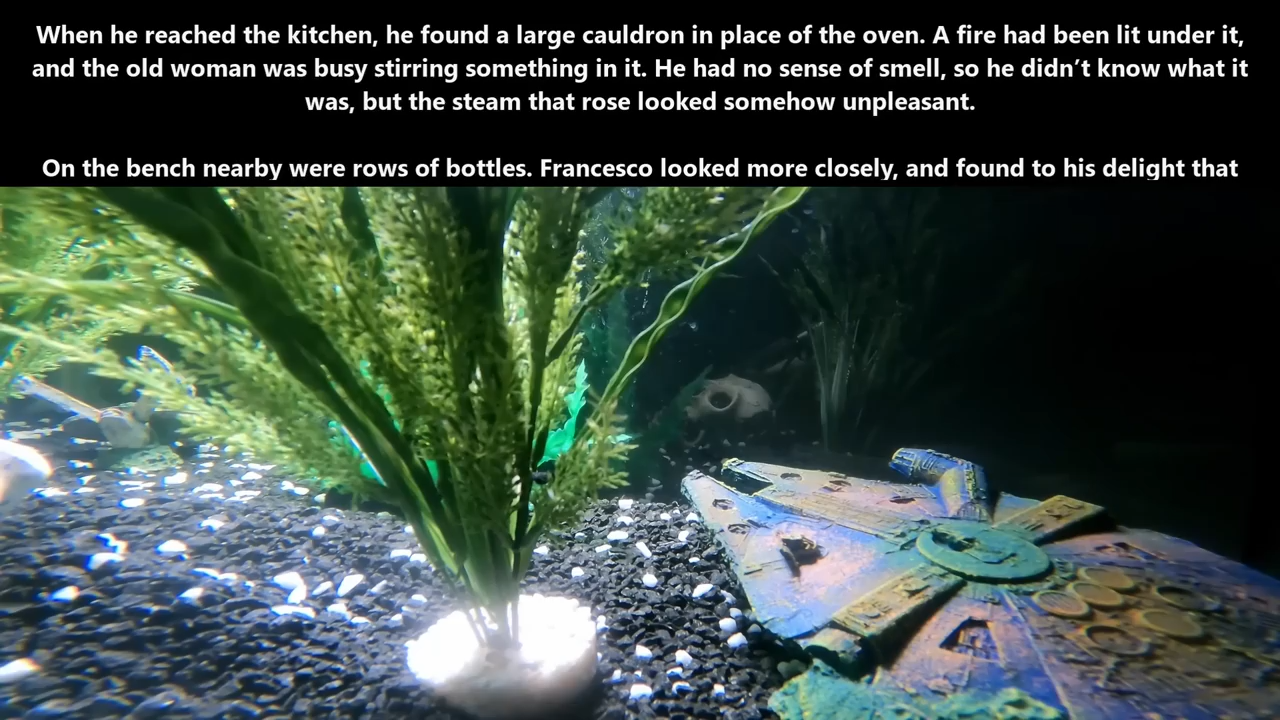 When he reached the kitchen, he found a large cauldron in place of the oven. A fire had been lit under it,
and the old woman was busy stirring something in it. He had no sense of smell, so he didn’t know what it
was, but the steam that rose looked somehow unpleasant.
On the bench nearby were rows of bottles. Francesco looked more closely, and found to his delight that